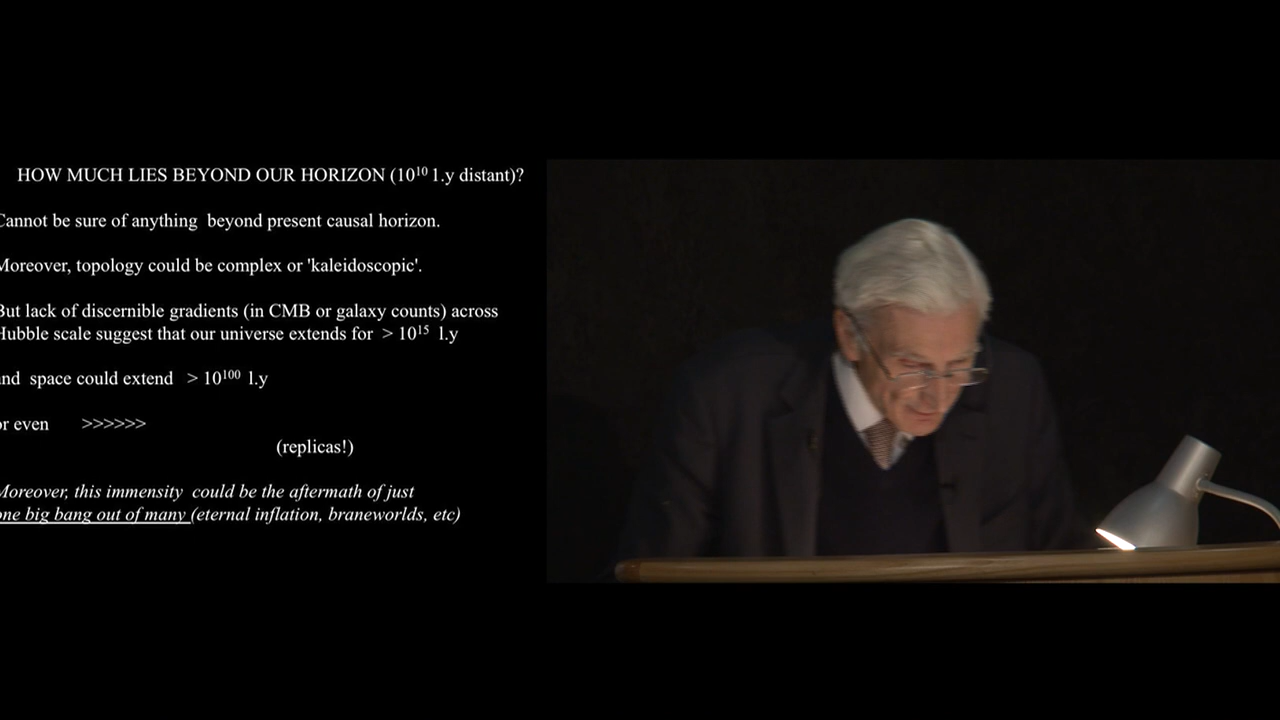 HOW MUCH LIES BEYOND OUR HORIZON (10¹⁰ l.y distant)?
Cannot be sure of anything beyond present causal horizon.
Moreover, topology could be complex or 'kaleidoscopic'.
But lack of discernible gradients (in CMB or galaxy counts) across
Hubble scale suggest that our universe extends for > 10¹⁵ l.y
and space could extend > 10¹⁰⁰ l.y
or even >>>>>>
(replicas!)
Moreover, this immensity could be the aftermath of just
one big bang out of many (eternal inflation, braneworlds, etc)